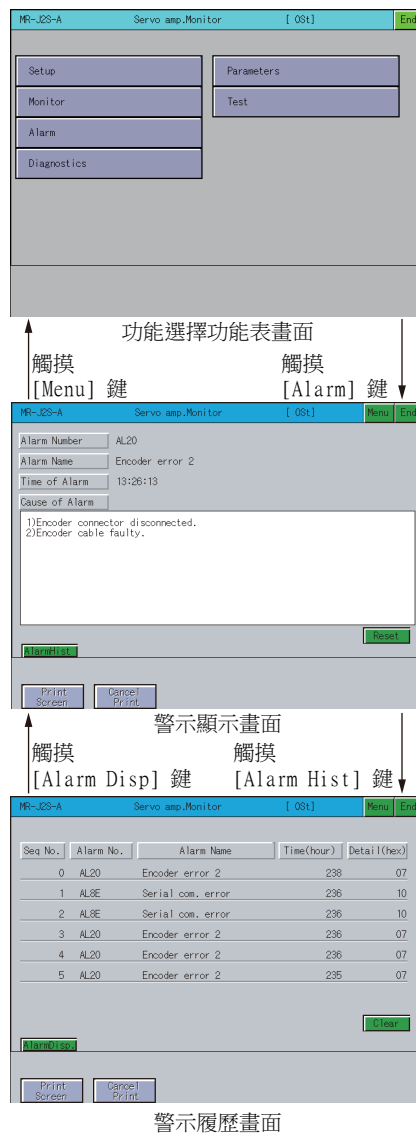 MR-J2S-A Servo amp.Monitor [ 0St] End
Setup Parameters
Monitor Test
Alarm
Diagnostics
功能選擇功能表畫面
觸摸 觸摸
[Menu] 鍵 [Alarm] 鍵
MR-J2S-A Servo amp.Monitor [ 0St] Menu End
Alarm Number AL20
Alarm Name Encoder error 2
Time of Alarm 13:26:13
Cause of Alarm
1)Encoder connector disconnected.
2)Encoder cable faulty.
Reset
AlarmHist
Print Cancel
Screen Print
警示顯示畫面
觸摸 觸摸
[Alarm Disp] 鍵 [Alarm Hist] 鍵
MR-J2S-A Servo amp.Monitor [ 0St] Menu End
Seq No. Alarm No. Alarm Name Time(hour) Detail(hex)
0 AL20 Encoder error 2 238 07
1 AL8E Serial com. error 236 10
2 AL8E Serial com. error 236 10
3 AL20 Encoder error 2 236 07
4 AL20 Encoder error 2 236 07
5 AL20 Encoder error 2 235 07
Clear
AlarmDisp.
Print Cancel
Screen Print
警示履歷畫面